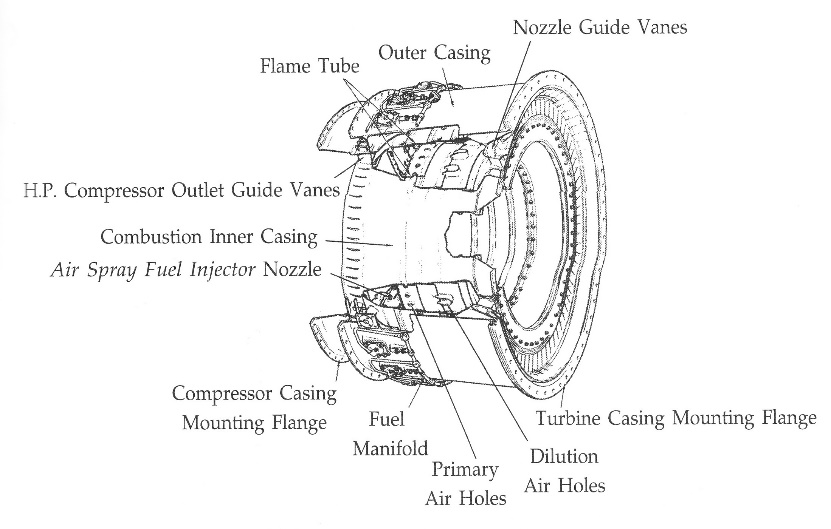 Nozzle Guide Vanes
Outer Casing
Flame Tube
H.P. Compressor Outlet Guide Vanes
Combustion Inner Casing
Air Spray Fuel Injector Nozzle
Compressor Casing
Mounting Flange
Fuel
Manifold
Turbine Casing Mounting Flange
Primary
Air Holes
Dilution
Air Holes